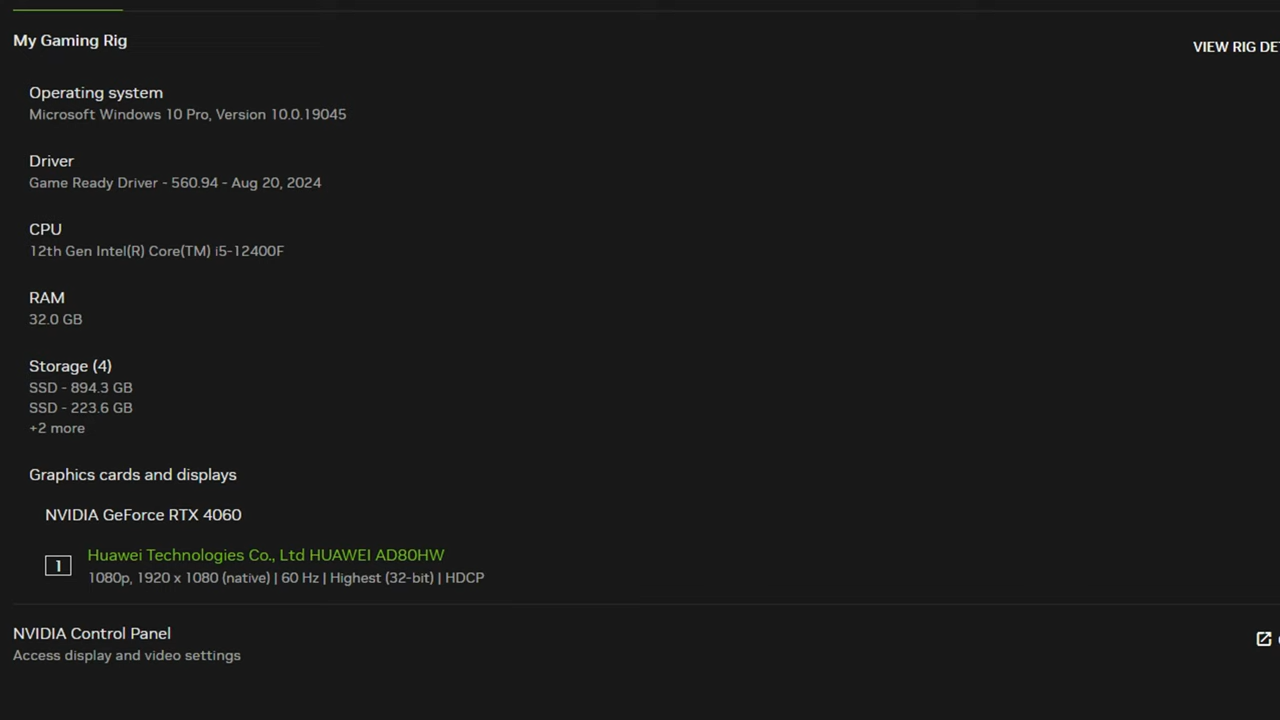 My Gaming Rig
VIEW RIG DE
Operating system
Microsoft Windows 10 Pro, Version 10.0.19045
Driver
Game Ready Driver - 560.94 - Aug 20, 2024
CPU
12th Gen Intel(R) Core(TM) i5-12400F
RAM
32.0 GB
Storage (4)
SSD - 894.3 GB
SSD - 223.6 GB
+2 more
Graphics cards and displays
NVIDIA GeForce RTX 4060
1
Huawei Technologies Co., Ltd HUAWEI AD80HW
1080p, 1920 x 1080 (native) | 60 Hz | Highest (32-bit) | HDCP
NVIDIA Control Panel
Access display and video settings